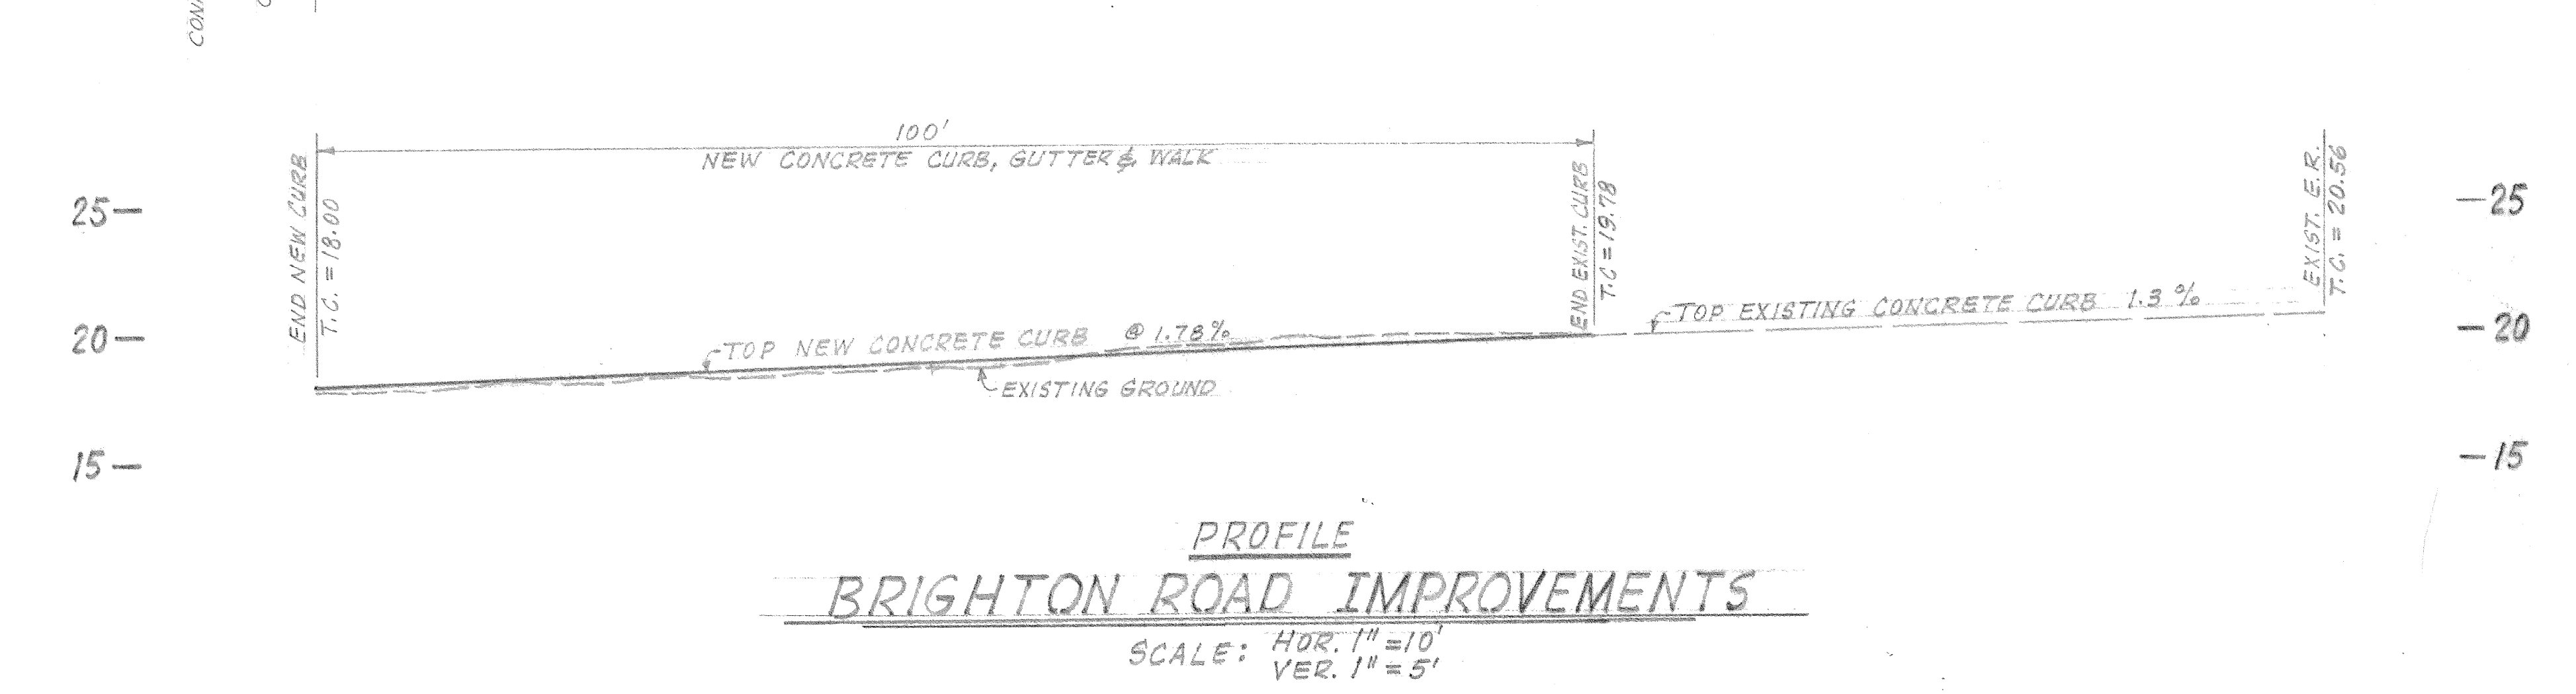 CON
100'
NEW CONCRETE CURB, GUTTER & WALK
END NEW CURB
T.C. = 18.00
END EXIST. CURB
T.C = 19.78
EXIST. E.R.
T.C. = 20.56
25—
—25
TOP EXISTING CONCRETE CURB 1.3 %
20—
TOP NEW CONCRETE CURB @ 1.78%
—20
EXISTING GROUND
15—
—15
PROFILE
BRIGHTON ROAD IMPROVEMENTS
SCALE: HOR. 1" = 10'
VER. 1" = 5'